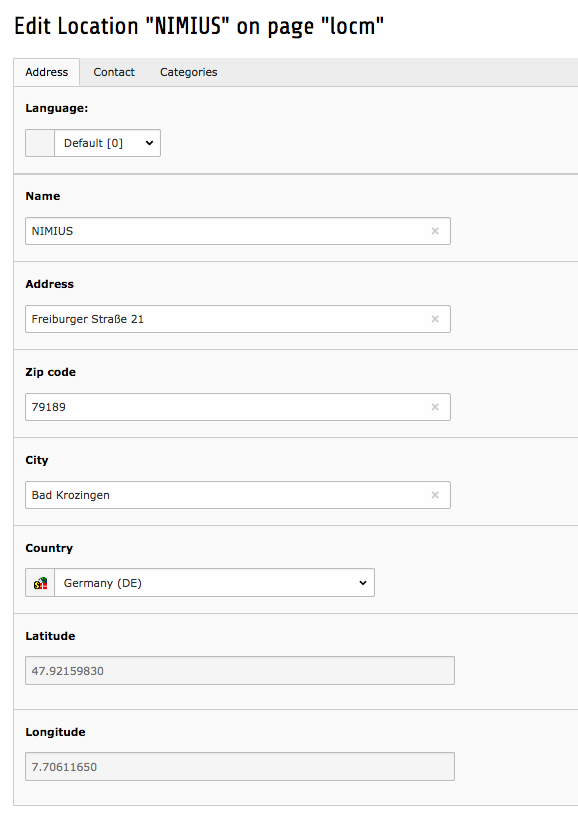 Edit Location "NIMIUS" on page "locm"
Address Contact Categories
Language:
Default [0]
Name
NIMIUS
Address
Freiburger Straße 21
Zip code
79189
City
Bad Krozingen
Country
Germany (DE)
Latitude
47.92159830
Longitude
7.70611650